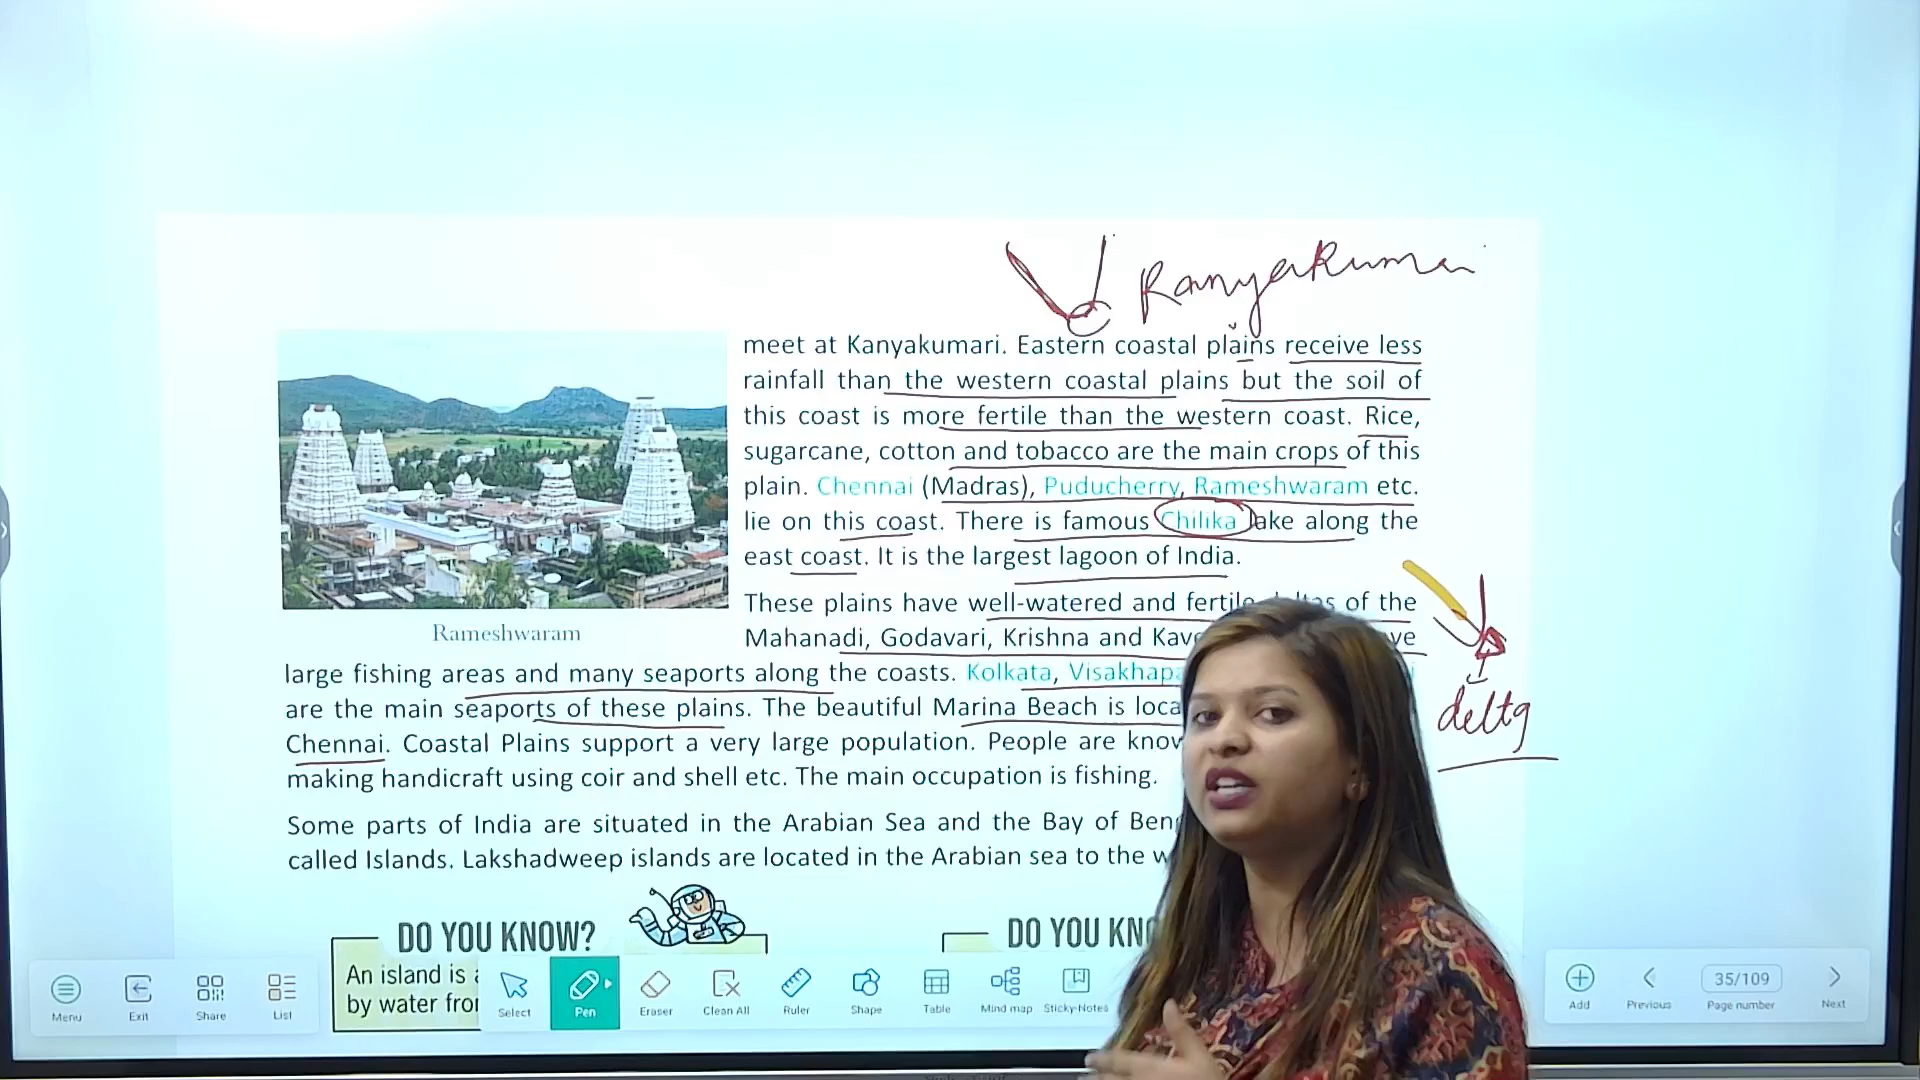 Kanyakumari
meet at Kanyakumari. Eastern coastal plains receive less
rainfall than the western coastal plains but the soil of
this coast is more fertile than the western coast. Rice,
sugarcane, cotton and tobacco are the main crops of this
plain. Chennai (Madras), Puducherry, Rameshwaram etc.
lie on this coast. There is famous Chilika lake along the
east coast. It is the largest lagoon of India.
Rameshwaram
These plains have well-watered and fertile deltas of the
Mahanadi, Godavari, Krishna and
large fishing areas and many seaports along the coasts. Kolkata,
are the main seaports of these plains. The beautiful Marina Beach is
delta
Chennai. Coastal Plains support a very large population. People are
making handicraft using coir and shell etc. The main occupation is fishing.
Some parts of India are situated in the Arabian Sea and the Bay of
called Islands. Lakshadweep islands are located in the Arabian sea to the
DO YOU KNOW?
DO YOU
An island is
by water
Menu
Exit
Share
List
Select
Pen
Eraser
Clean All
Ruler
Shape
Table
Mind map
Sticky-Notes
Add
Previous
35/109
Page number
Next